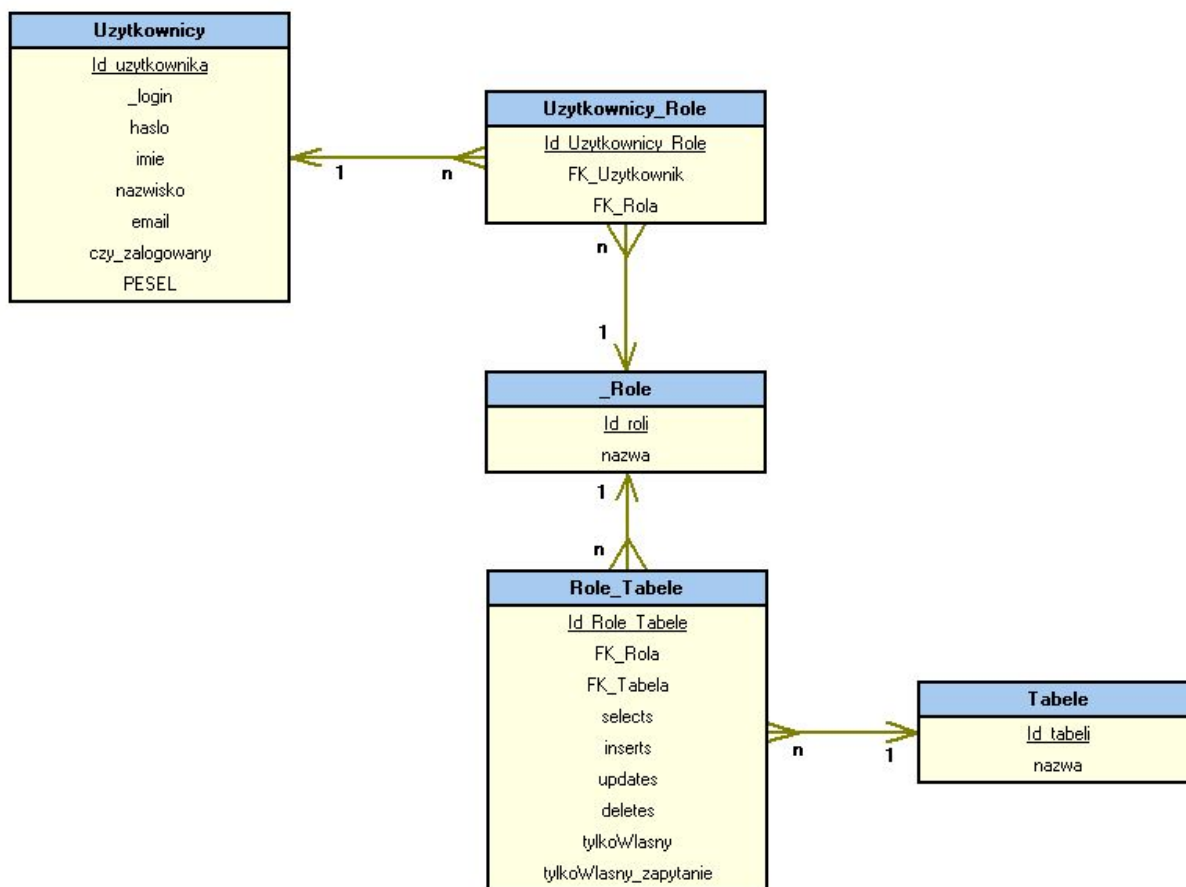 Uzytkownicy
Id_uzytkownika
_login
haslo
imie
nazwisko
email
czy_zalogowany
PESEL
1
n
Uzytkownicy_Role
Id_Uzytkownicy_Role
FK_Uzytkownik
FK_Rola
n
1
_Role
Id_roli
nazwa
1
n
Role_Tabele
Id_Role_Tabele
FK_Rola
FK_Tabela
selects
inserts
updates
deletes
tylkoWlasny
tylkoWlasny_zapytanie
n
1
Tabele
Id_tabeli
nazwa